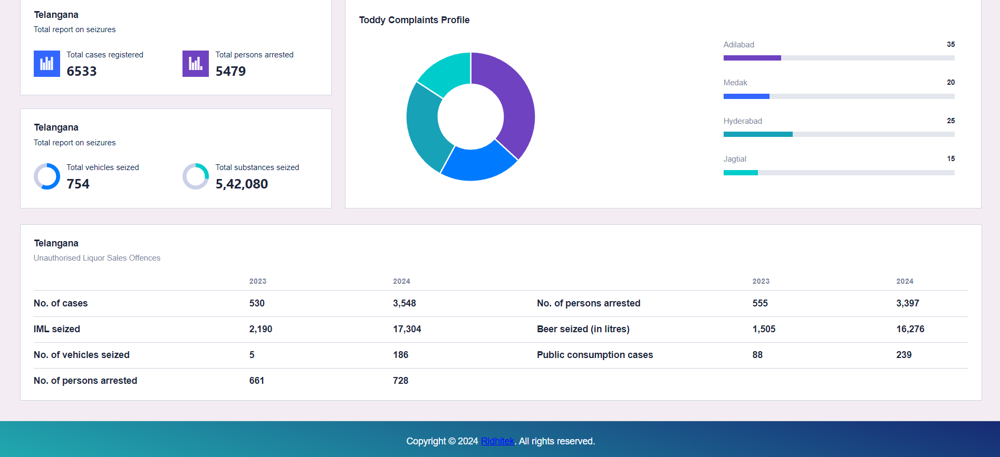 Telangana
Total report on seizures
Total cases registered
6533
Total persons arrested
5479
Telangana
Total report on seizures
Total vehicles seized
754
Total substances seized
5,42,080
Toddy Complaints Profile
Adilabad 35
Medak 20
Hyderabad 25
Jagtial 15
Telangana
Unauthorised Liquor Sales Offences
2023 2024 2023 2024
No. of cases 530 3,548 No. of persons arrested 555 3,397
IML seized 2,190 17,304 Beer seized (in litres) 1,505 16,276
No. of vehicles seized 5 186 Public consumption cases 88 239
No. of persons arrested 661 728
Copyright © 2024 Ridhitek. All rights reserved.